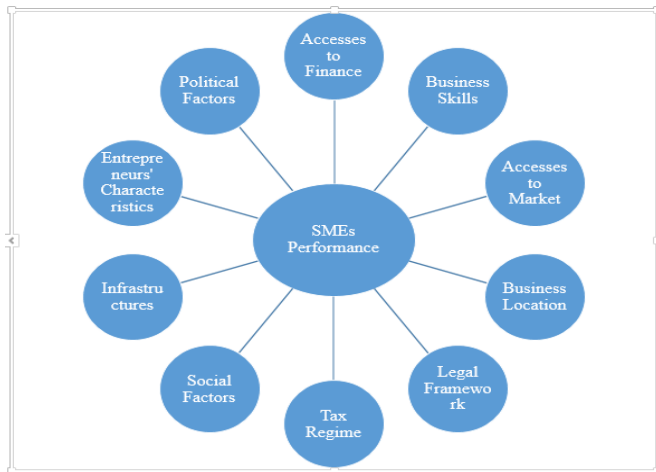 Accesses
to
Finance
Business
Skills
Accesses
to
Market
Business
Location
Legal
Framewo
rk
Tax
Regime
Social
Factors
Infrastru
ctures
Entrepre
neurs'
Characte
ristics
Political
Factors
SMEs
Performance